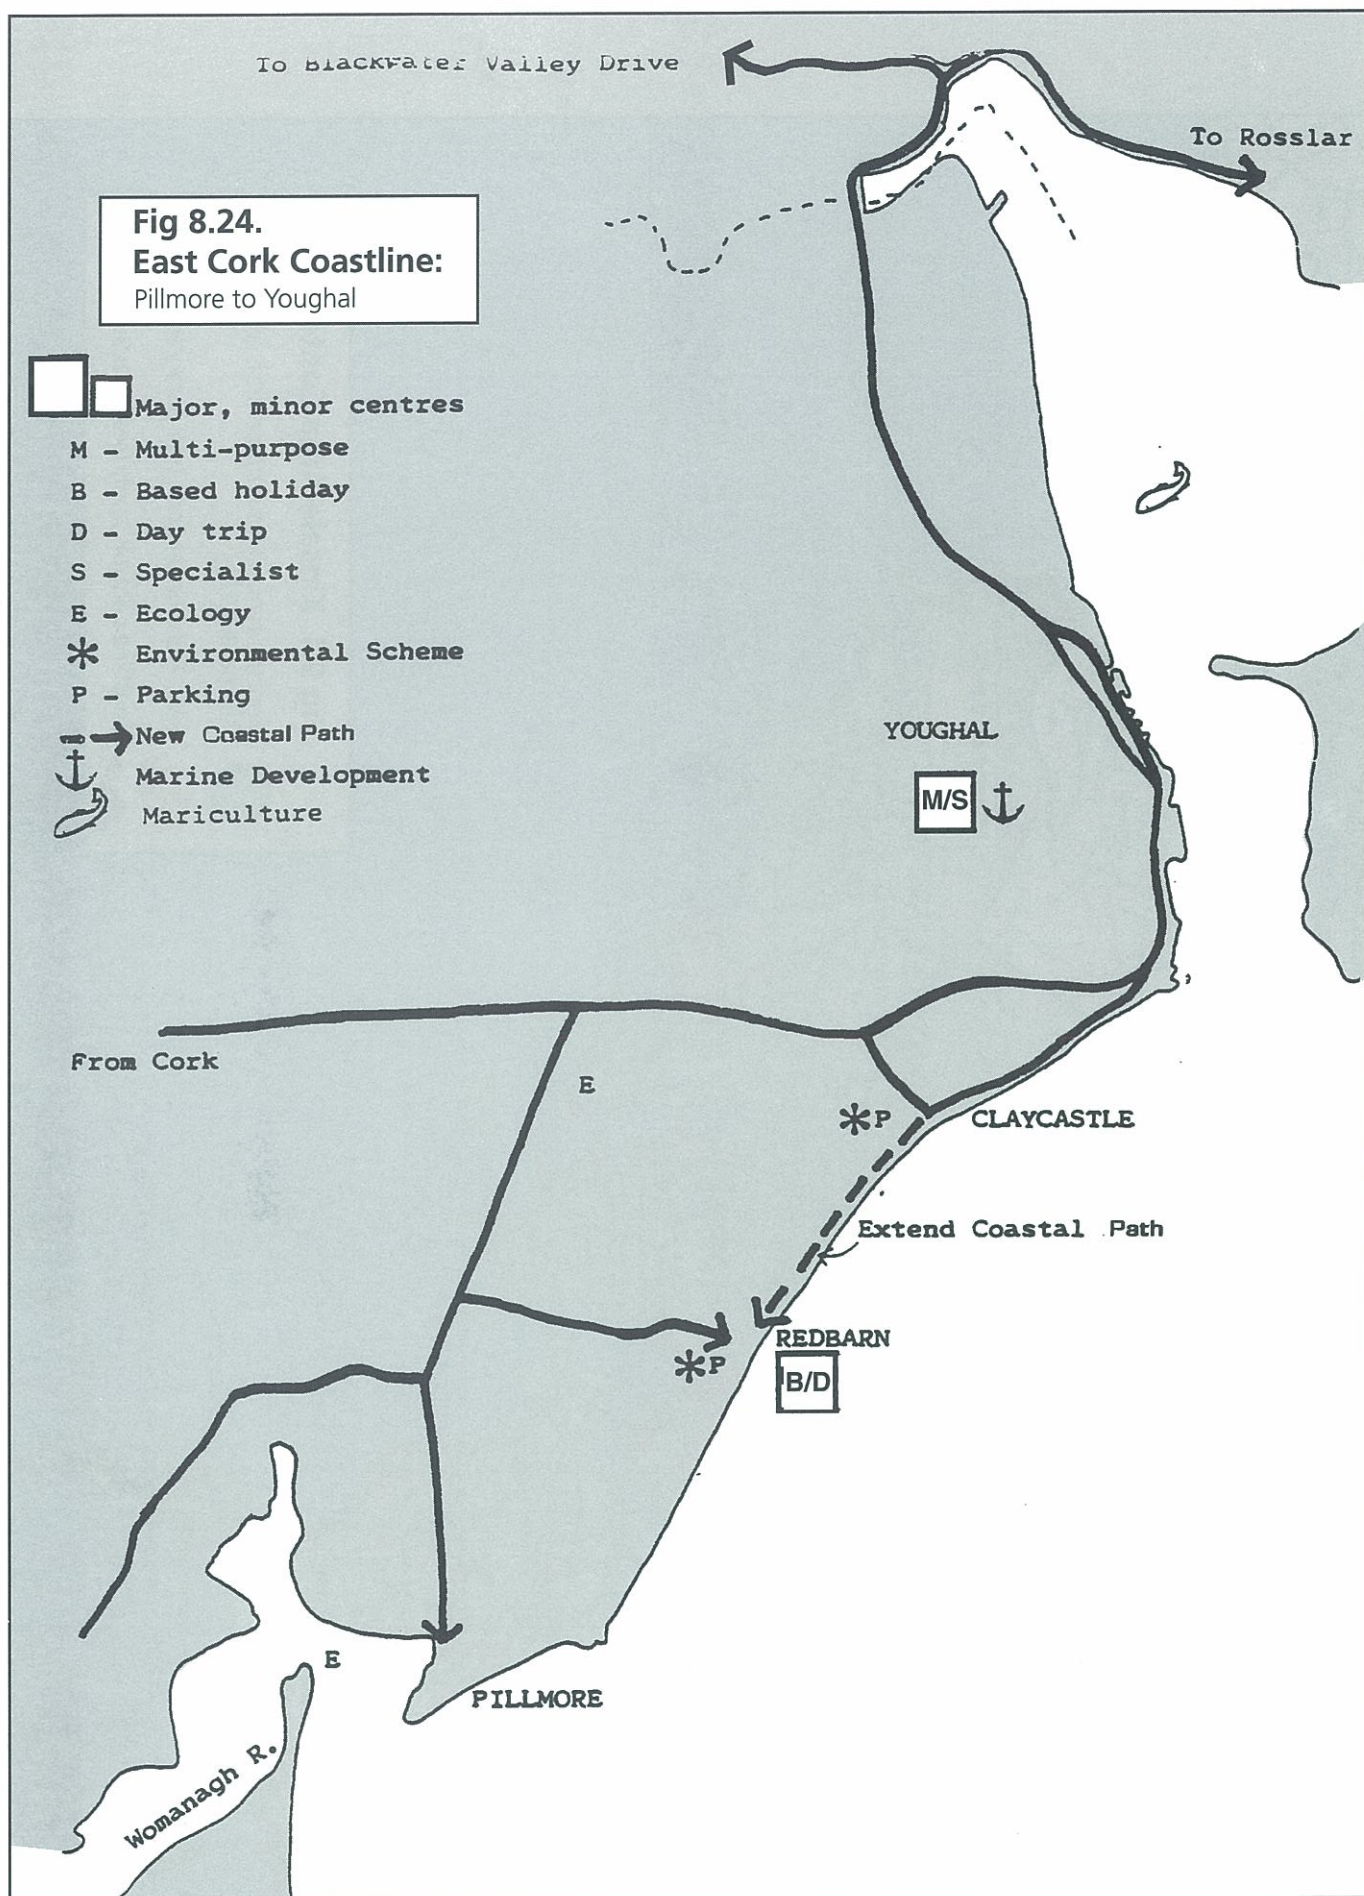 To Blackwater Valley Drive
To Rosslar
Fig 8.24.
East Cork Coastline:
Pillmore to Youghal
Major, minor centres
M - Multi-purpose
B - Based holiday
D - Day trip
S - Specialist
E - Ecology
Environmental Scheme
P - Parking
New Coastal Path
Marine Development
Mariculture
YOUGHAL
M/S
From Cork
E
P
CLAYCASTLE
Extend Coastal Path
REDBARN
P
B/D
E
PILLMORE
Womanagh R.